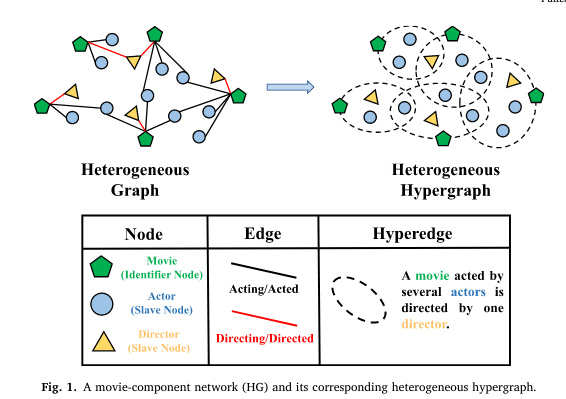 Heterogeneous
Graph
Heterogeneous
Hypergraph
Node
Edge
Hyperedge
Movie
(Identifier Node)
Actor
(Slave Node)
Director
(Slave Node)
Acting/Acted
Directing/Directed
A movie acted by
several actors is
directed by one
director.
Fig. 1. A movie-component network (HG) and its corresponding heterogeneous hypergraph.